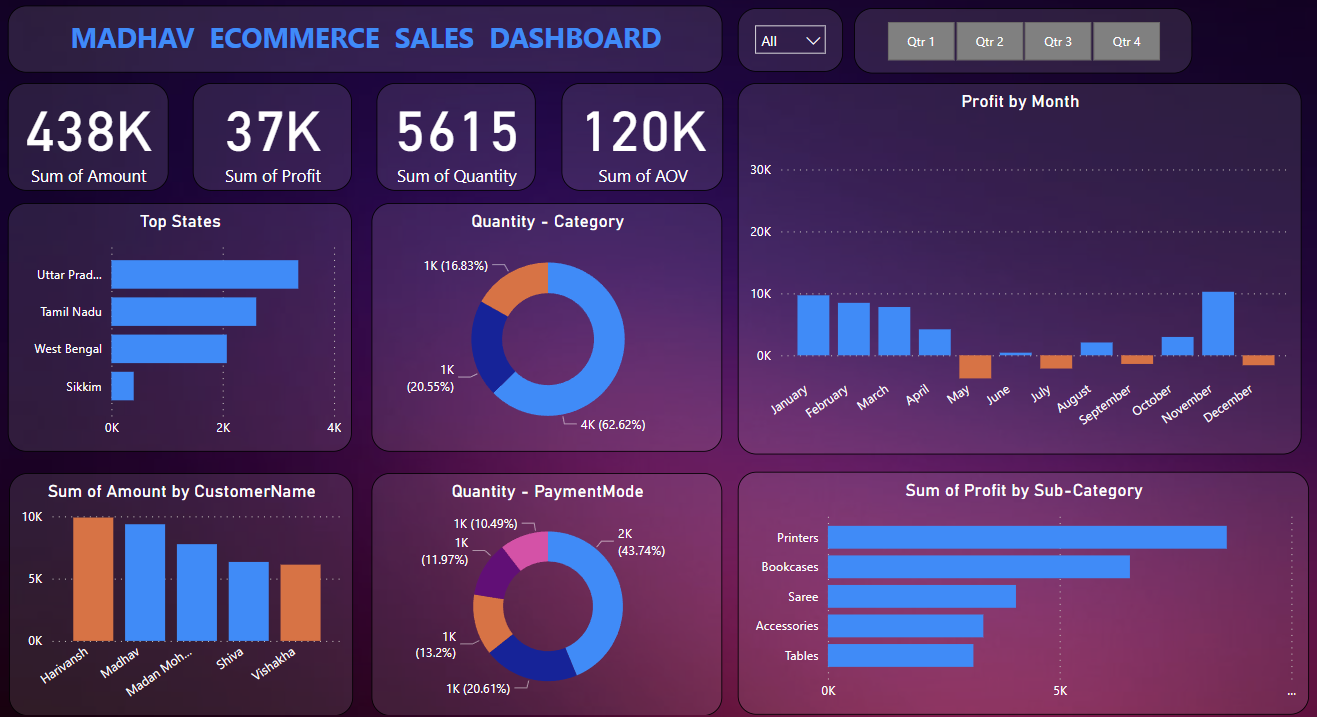 MADHAV ECOMMERCE SALES DASHBOARD
All
Qtr 1
Qtr 2
Qtr 3
Qtr 4
438K
Sum of Amount
37K
Sum of Profit
5615
Sum of Quantity
120K
Sum of AOV
Profit by Month
30K
20K
10K
0K
January
February
March
April
May
June
July
August
September
October
November
December
Top States
Uttar Prad...
Tamil Nadu
West Bengal
Sikkim
0K
2K
4K
Quantity - Category
1K (16.83%)
1K
(20.55%)
4K (62.62%)
Sum of Amount by CustomerName
10K
5K
0K
Harivansh
Madhav
Madan Moh...
Shiva
Vishakha
Quantity - PaymentMode
1K (10.49%)
1K
(11.97%)
1K
(13.2%)
1K (20.61%)
2K
(43.74%)
Sum of Profit by Sub-Category
Printers
Bookcases
Saree
Accessories
Tables
0K
5K
...